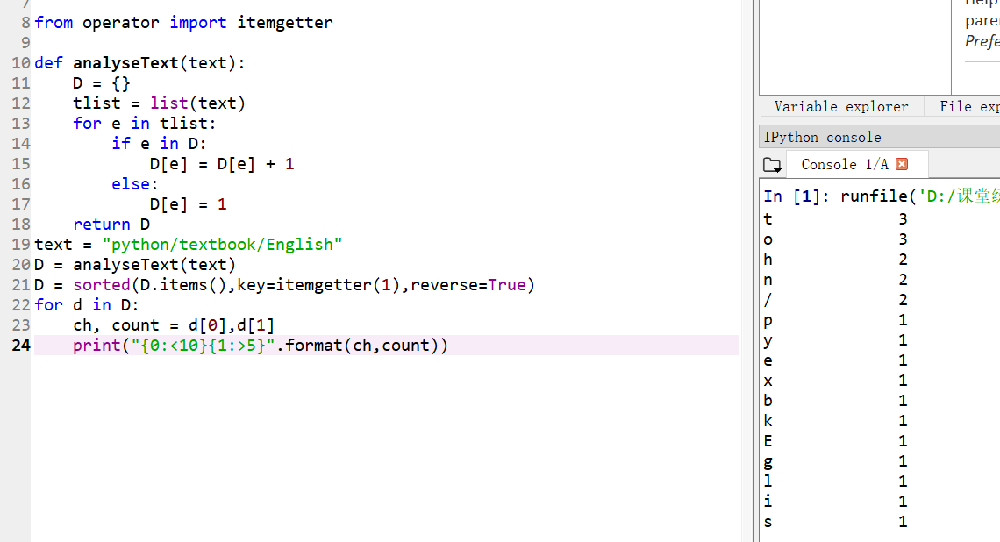 7
8 from operator import itemgetter
9
10 def analyseText(text):
11     D = {}
12     tlist = list(text)
13     for e in tlist:
14         if e in D:
15             D[e] = D[e] + 1
16         else:
17             D[e] = 1
18     return D
19 text = "python/textbook/English"
20 D = analyseText(text)
21 D = sorted(D.items(),key=itemgetter(1),reverse=True)
22 for d in D:
23     ch, count = d[0],d[1]
24     print("{0:<10}{1:>5}".format(ch,count))
Help
pare
Prefe
Variable explorer File exp
IPython console
Console 1/A
In [1]: runfile('D:/课堂练
t 3
o 3
h 2
n 2
/ 2
p 1
y 1
e 1
x 1
b 1
k 1
E 1
g 1
l 1
i 1
s 1